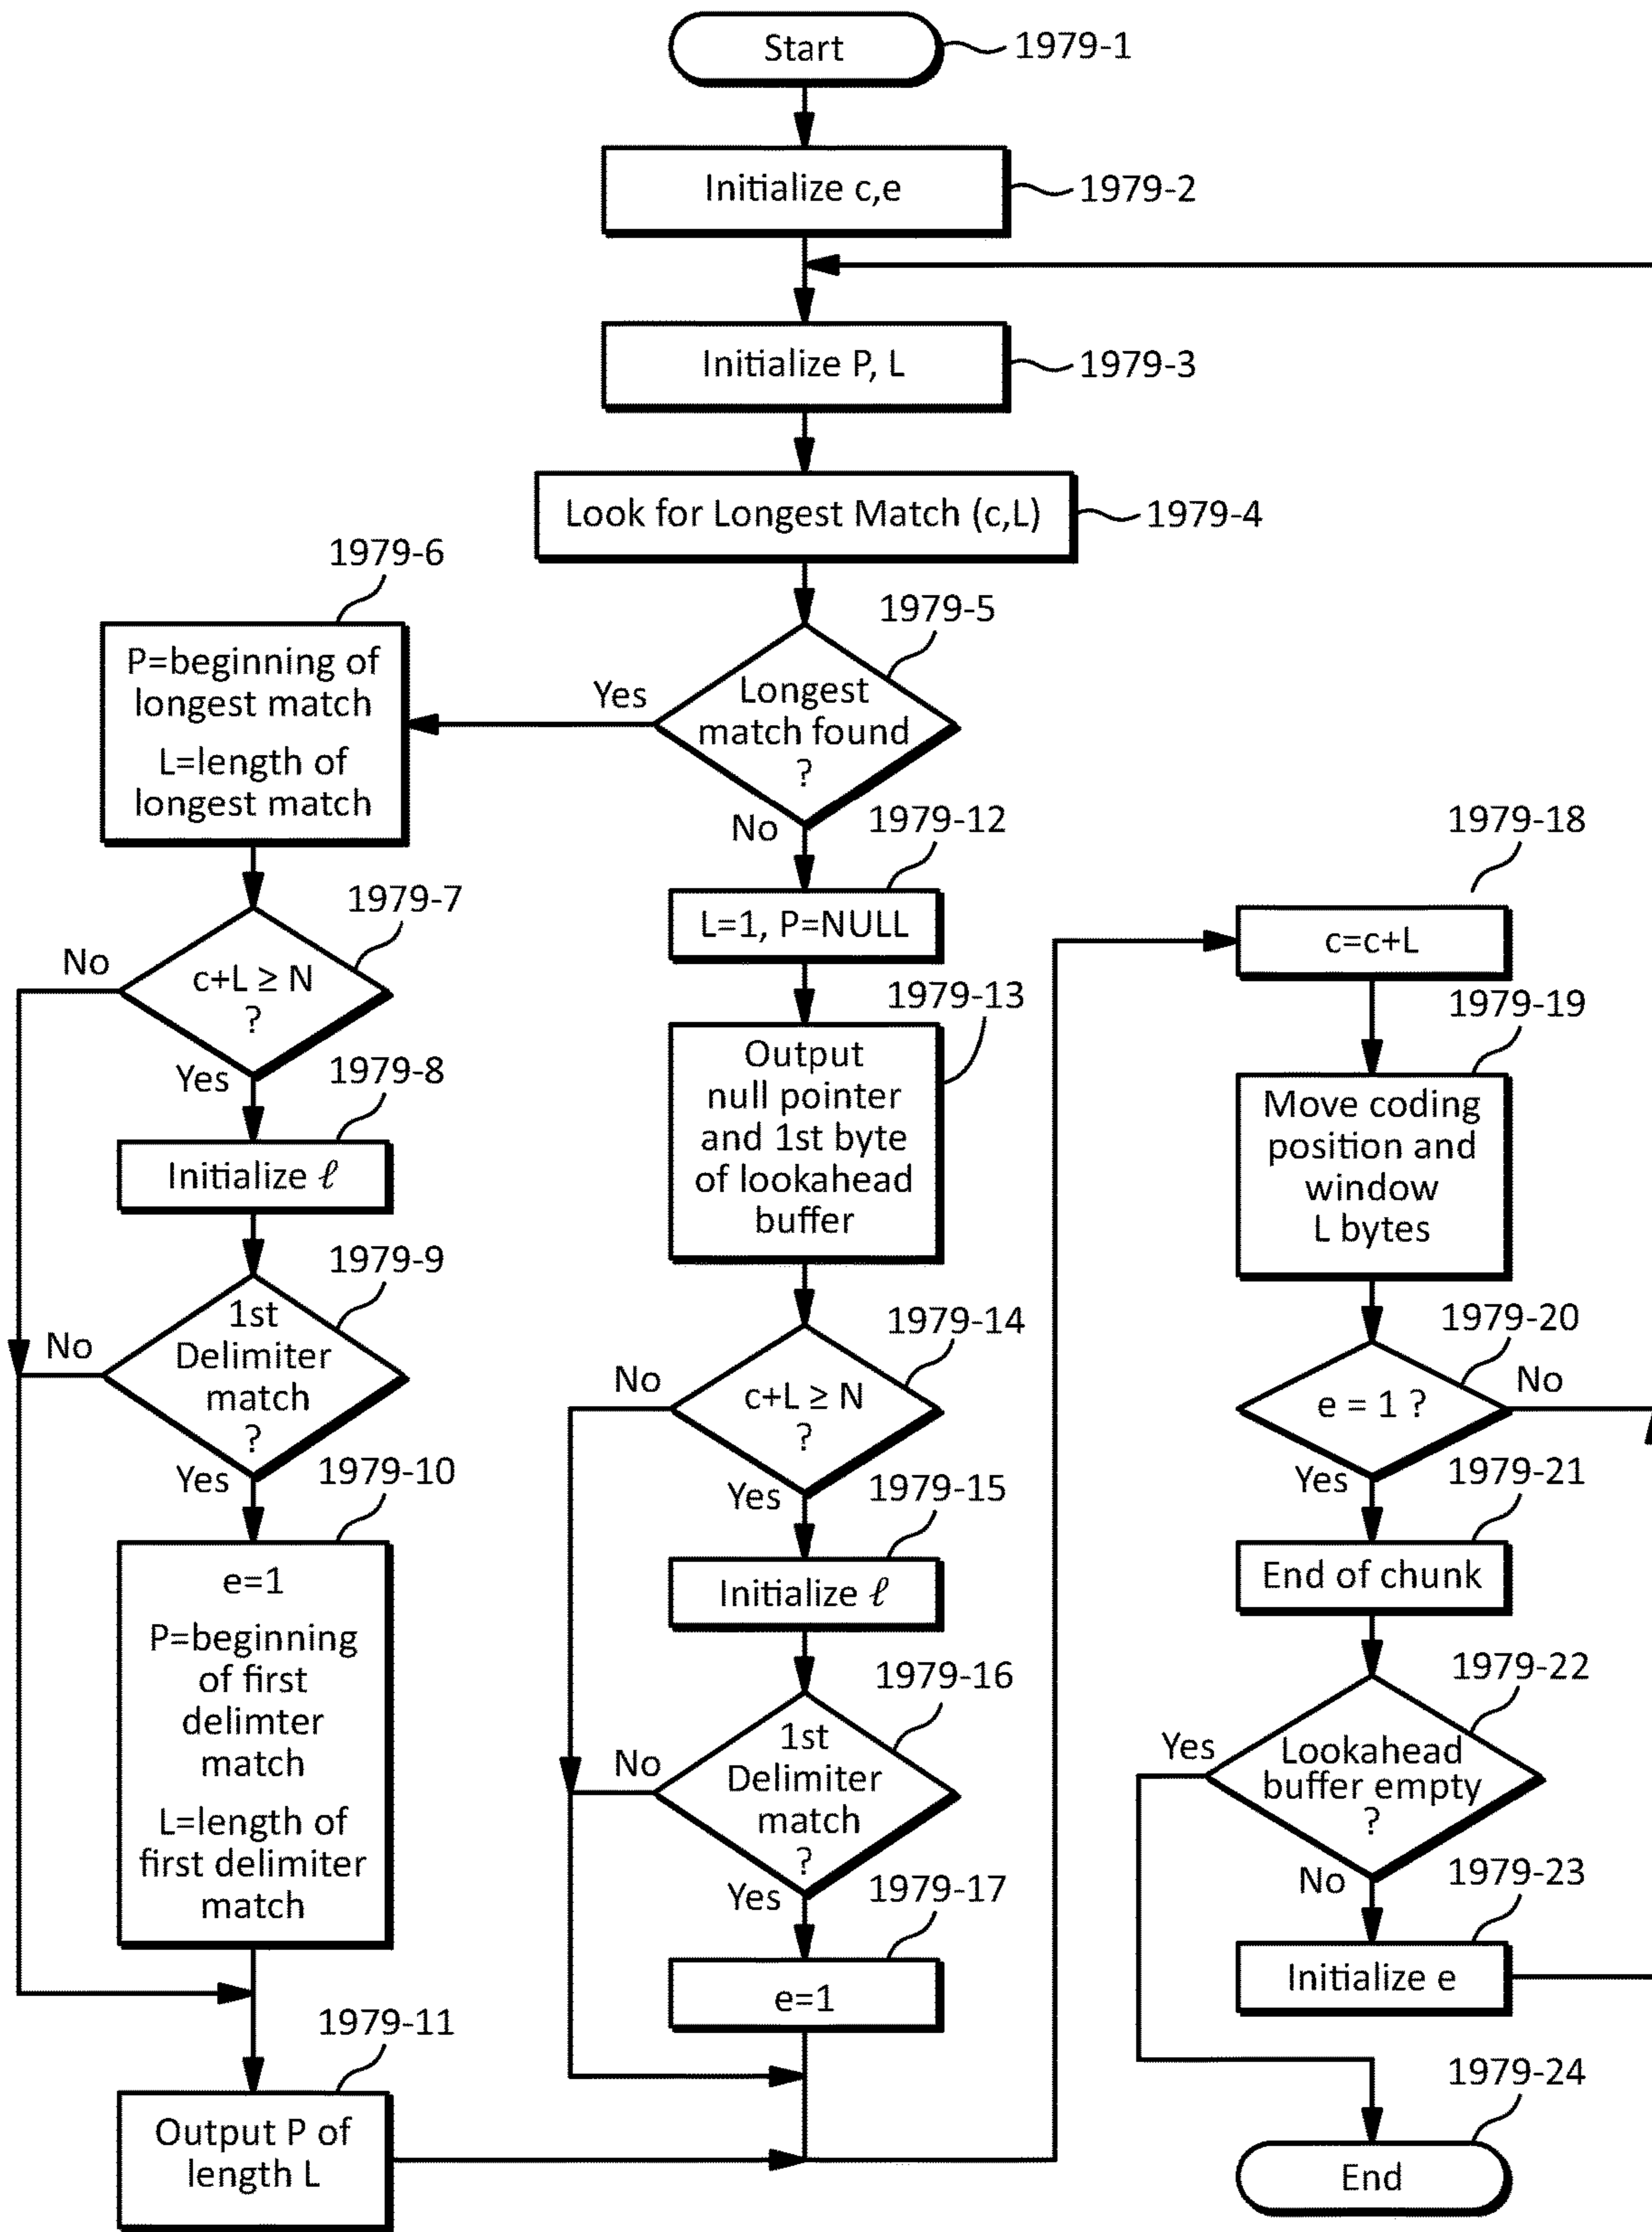 Start
1979-1
Initialize c,e
1979-2
Initialize P, L
1979-3
Look for Longest Match (c,L)
1979-4
1979-5
Longest
match found
?
Yes
No
1979-6
P=beginning of
longest match
L=length of
longest match
1979-7
c+L ≥ N
?
No
Yes
1979-8
Initialize ℓ
1979-9
1st
Delimiter
match
?
No
Yes
1979-10
e=1
P=beginning
of first
delimter
match
L=length of
first delimiter
match
1979-11
Output P of
length L
1979-12
L=1, P=NULL
1979-13
Output
null pointer
and 1st byte
of lookahead
buffer
1979-14
c+L ≥ N
?
No
Yes
1979-15
Initialize ℓ
1979-16
1st
Delimiter
match
?
No
Yes
1979-17
e=1
1979-18
c=c+L
1979-19
Move coding
position and
window
L bytes
1979-20
e = 1 ?
No
Yes
1979-21
End of chunk
1979-22
Lookahead
buffer empty
?
Yes
No
1979-23
Initialize e
1979-24
End